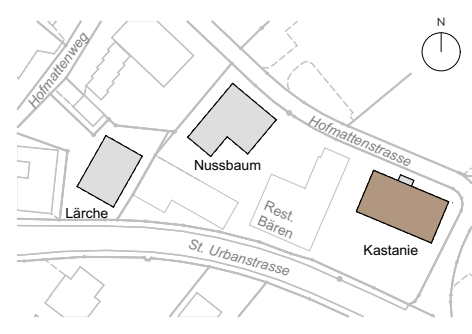 N
Hofmattenweg
Hofmattenstrasse
Nussbaum
Lärche
Rest.
Bären
Kastanie
St. Urbanstrasse